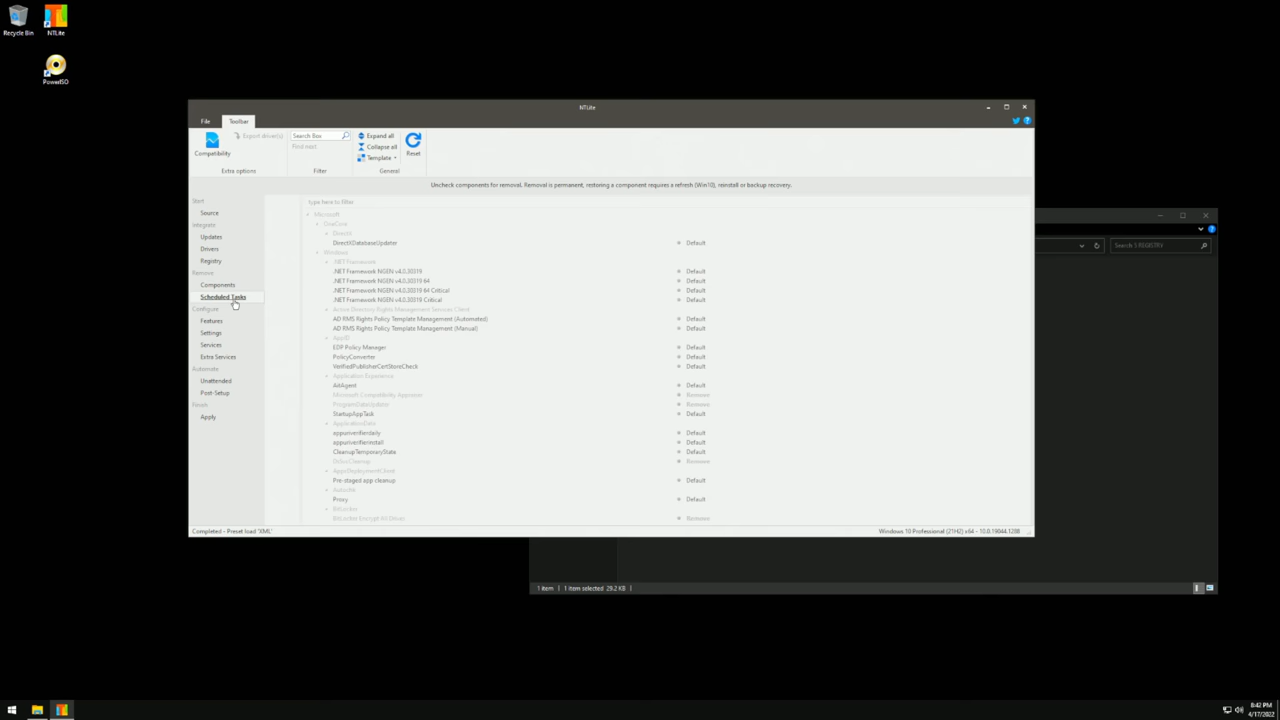 Recycle Bin
NTLite
PowerISO
NTLite
File
Toolbar
Compatibility
Export driver(s)
Extra options
Search Box
Find next
Filter
Expand all
Collapse all
Template
General
Reset
Uncheck components for removal. Removal is permanent, restoring a component requires a refresh (Win10), reinstall or backup recovery.
Start
Source
Integrate
Updates
Drivers
Registry
Remove
Components
Scheduled Tasks
Configure
Features
Settings
Services
Extra Services
Automate
Unattended
Post-Setup
Finish
Apply
type here to filter
Microsoft
OneCore
DirectX
DirectXDatabaseUpdater Default
Windows
.NET Framework
.NET Framework NGEN v4.0.30319 Default
.NET Framework NGEN v4.0.30319 64 Default
.NET Framework NGEN v4.0.30319 64 Critical Default
.NET Framework NGEN v4.0.30319 Critical Default
Active Directory Rights Management Services Client
AD RMS Rights Policy Template Management (Automated) Default
AD RMS Rights Policy Template Management (Manual) Default
AppID
EDP Policy Manager Default
PolicyConverter Default
VerifiedPublisherCertStoreCheck Default
Application Experience
AitAgent Default
Microsoft Compatibility Appraiser Remove
ProgramDataUpdater Remove
StartupAppTask Default
ApplicationData
appuriverifierdaily Default
appuriverifierinstall Default
CleanupTemporaryState Default
DsSvcCleanup Remove
AppxDeploymentClient
Pre-staged app cleanup Default
Autochk
Proxy Default
BitLocker
BitLocker Encrypt All Drives Remove
Completed - Preset load 'XML'
Windows 10 Professional (21H2) x64 - 10.0.19044.1288
Search 5 REGISTRY
1 item
1 item selected 29.2 KB
8:42 PM
4/17/2022